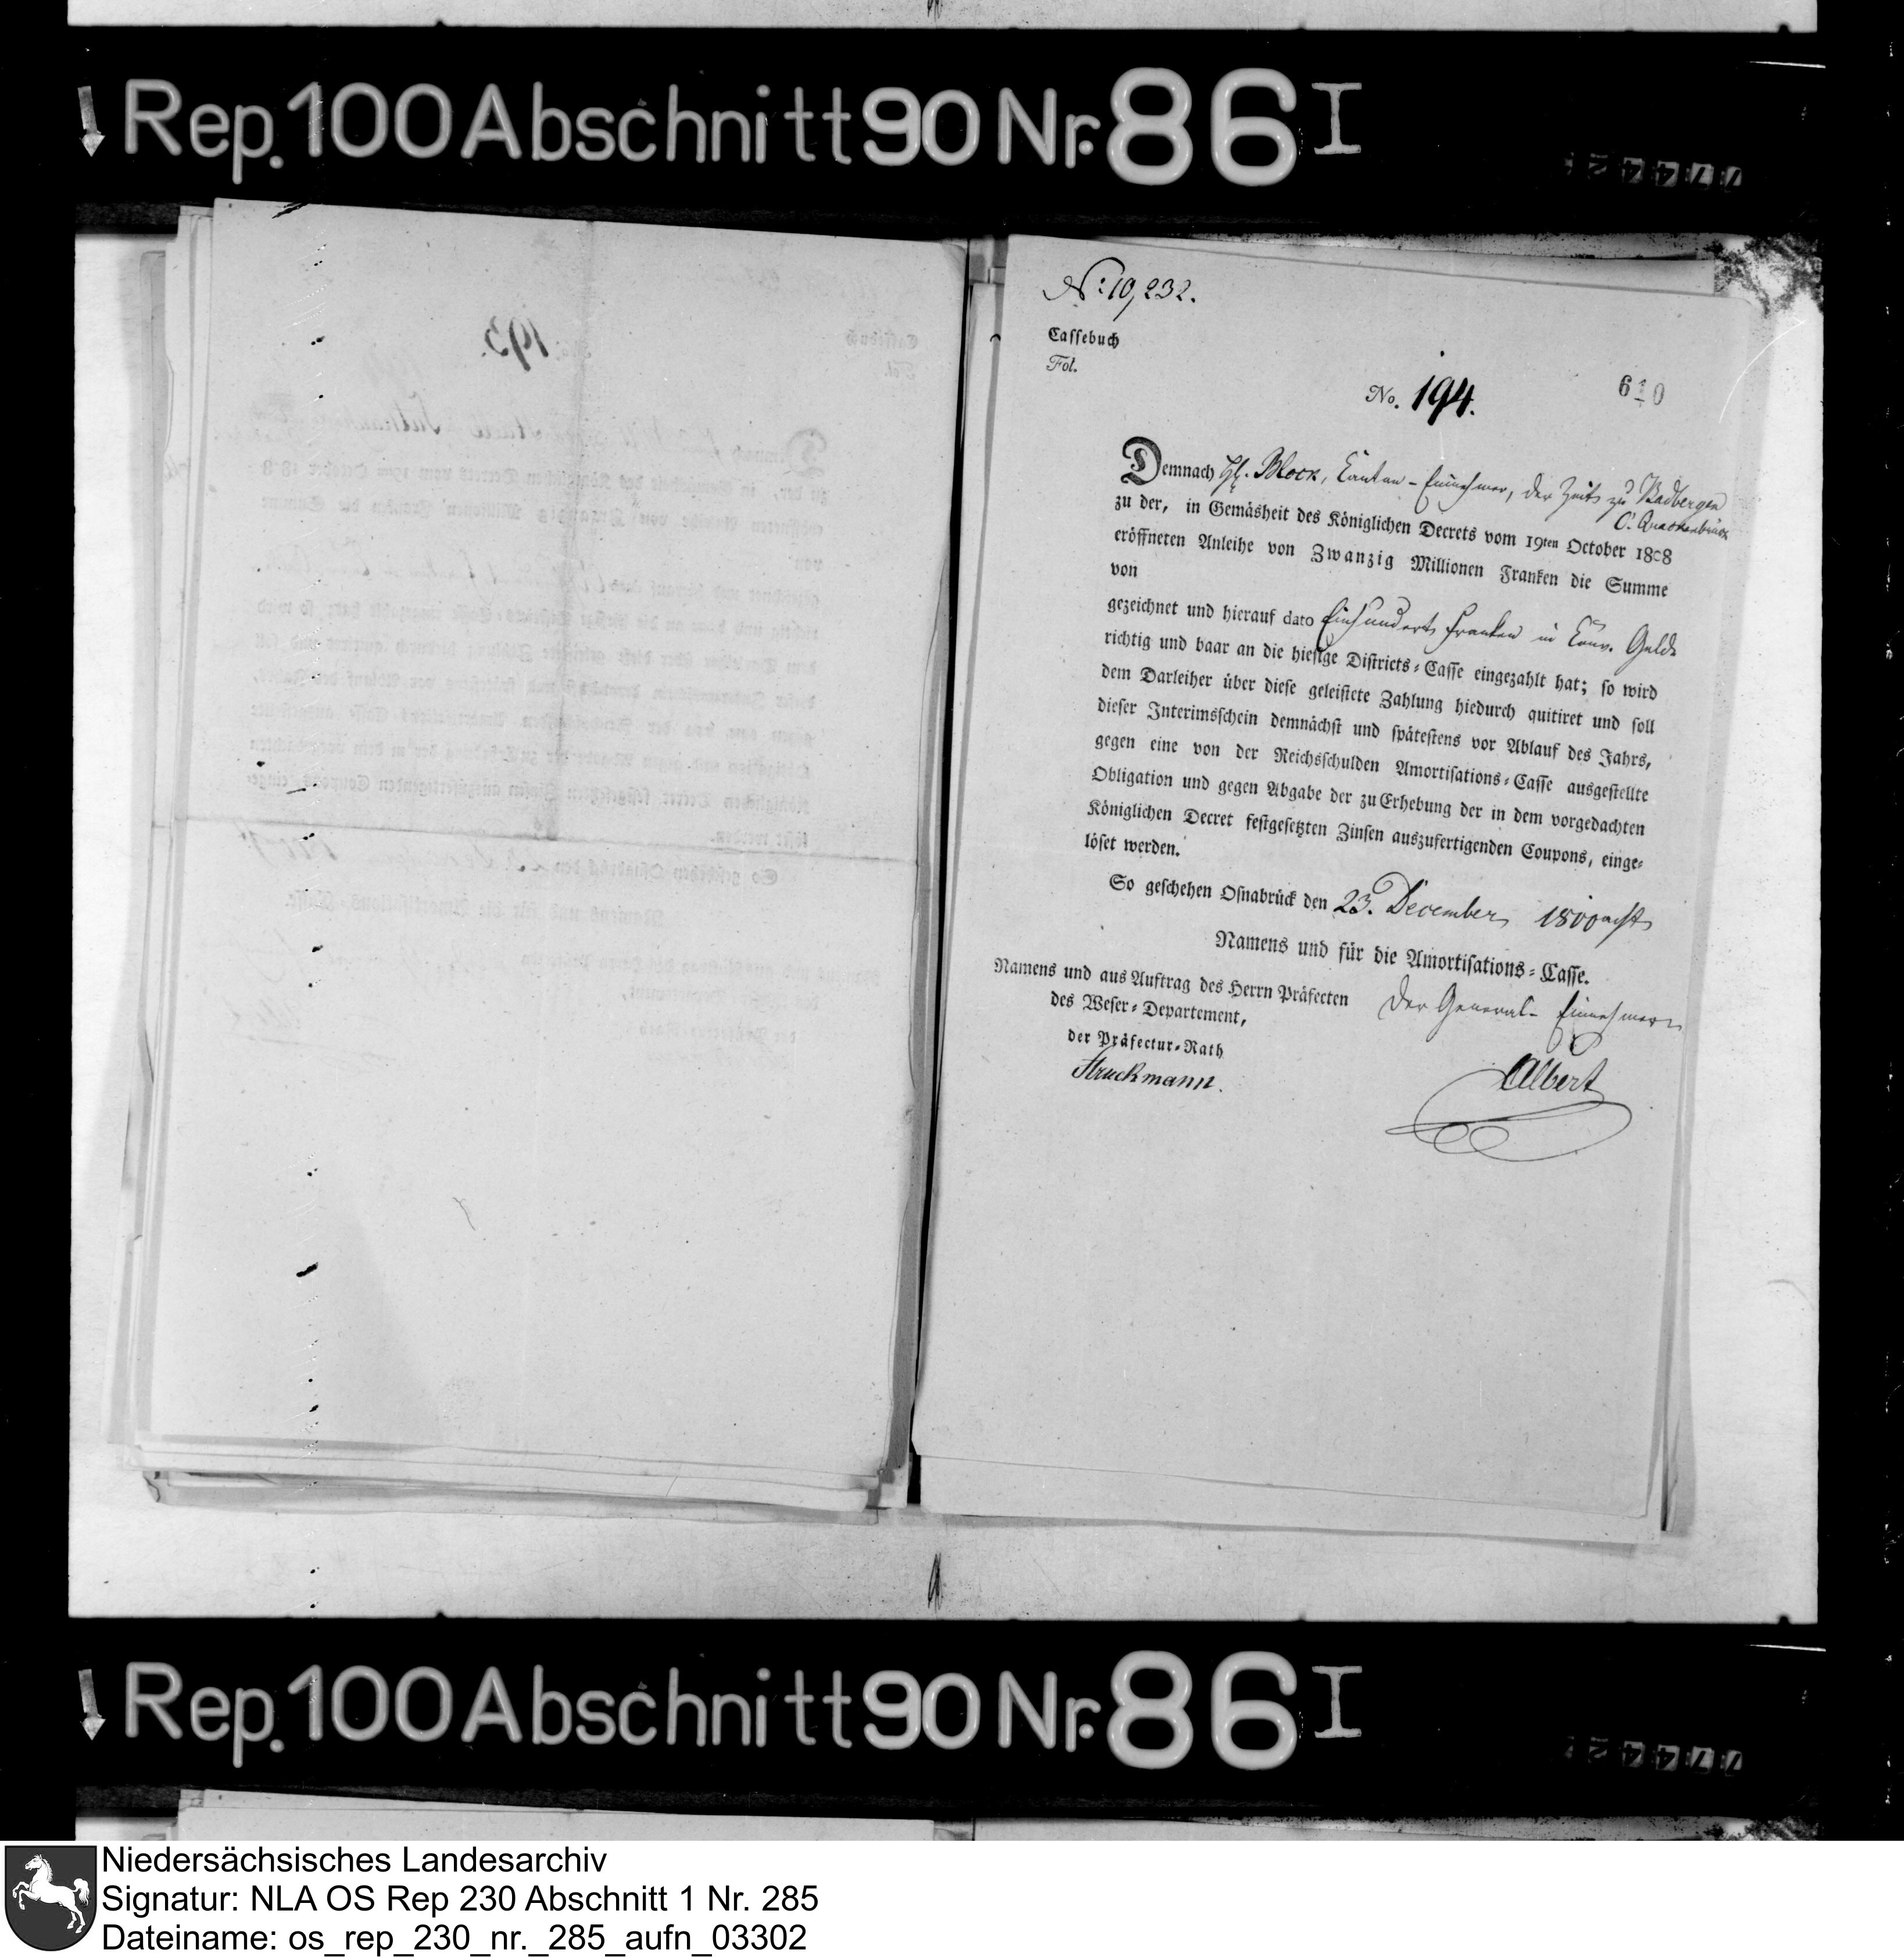 Rep. 100 Abschnitt 90 Nr. 86 I
193.
No: 10,232.
Cassebuch
Fol.
No. 194.
610
Demnach H. Block, Canton-Einnehmer, der Zeit zu Badbergen
C. Quackenbrück
zu der, in Gemäsheit des Königlichen Decrets vom 19ten October 1808
eröffneten Anleihe von Zwanzig Millionen Franken die Summe
von
gezeichnet und hierauf dato Einhundert Franken in Conv. Gelde
richtig und baar an die hiesige Districts-Casse eingezahlt hat; so wird
dem Darleiher über diese geleistete Zahlung hiedurch quitiret und soll
dieser Interimsschein demnächst und spätestens vor Ablauf des Jahrs,
gegen eine von der Reichsschulden Amortisations-Casse ausgestellte
Obligation und gegen Abgabe der zu Erhebung der in dem vorgedachten
Königlichen Decret festgesetzten Zinsen auszufertigenden Coupons, einge-
löset werden.
So geschehen Osnabrück den 23. December 1800 acht
Namens und für die Amortisations-Casse.
Namens und aus Auftrag des Herrn Präfecten
des Weser-Departement,
der Präfectur-Rath
Struckmann.
Der General-Einnehmer
Albert
Rep. 100 Abschnitt 90 Nr. 86 I
Niedersächsisches Landesarchiv
Signatur: NLA OS Rep 230 Abschnitt 1 Nr. 285
Dateiname: os_rep_230_nr._285_aufn_03302